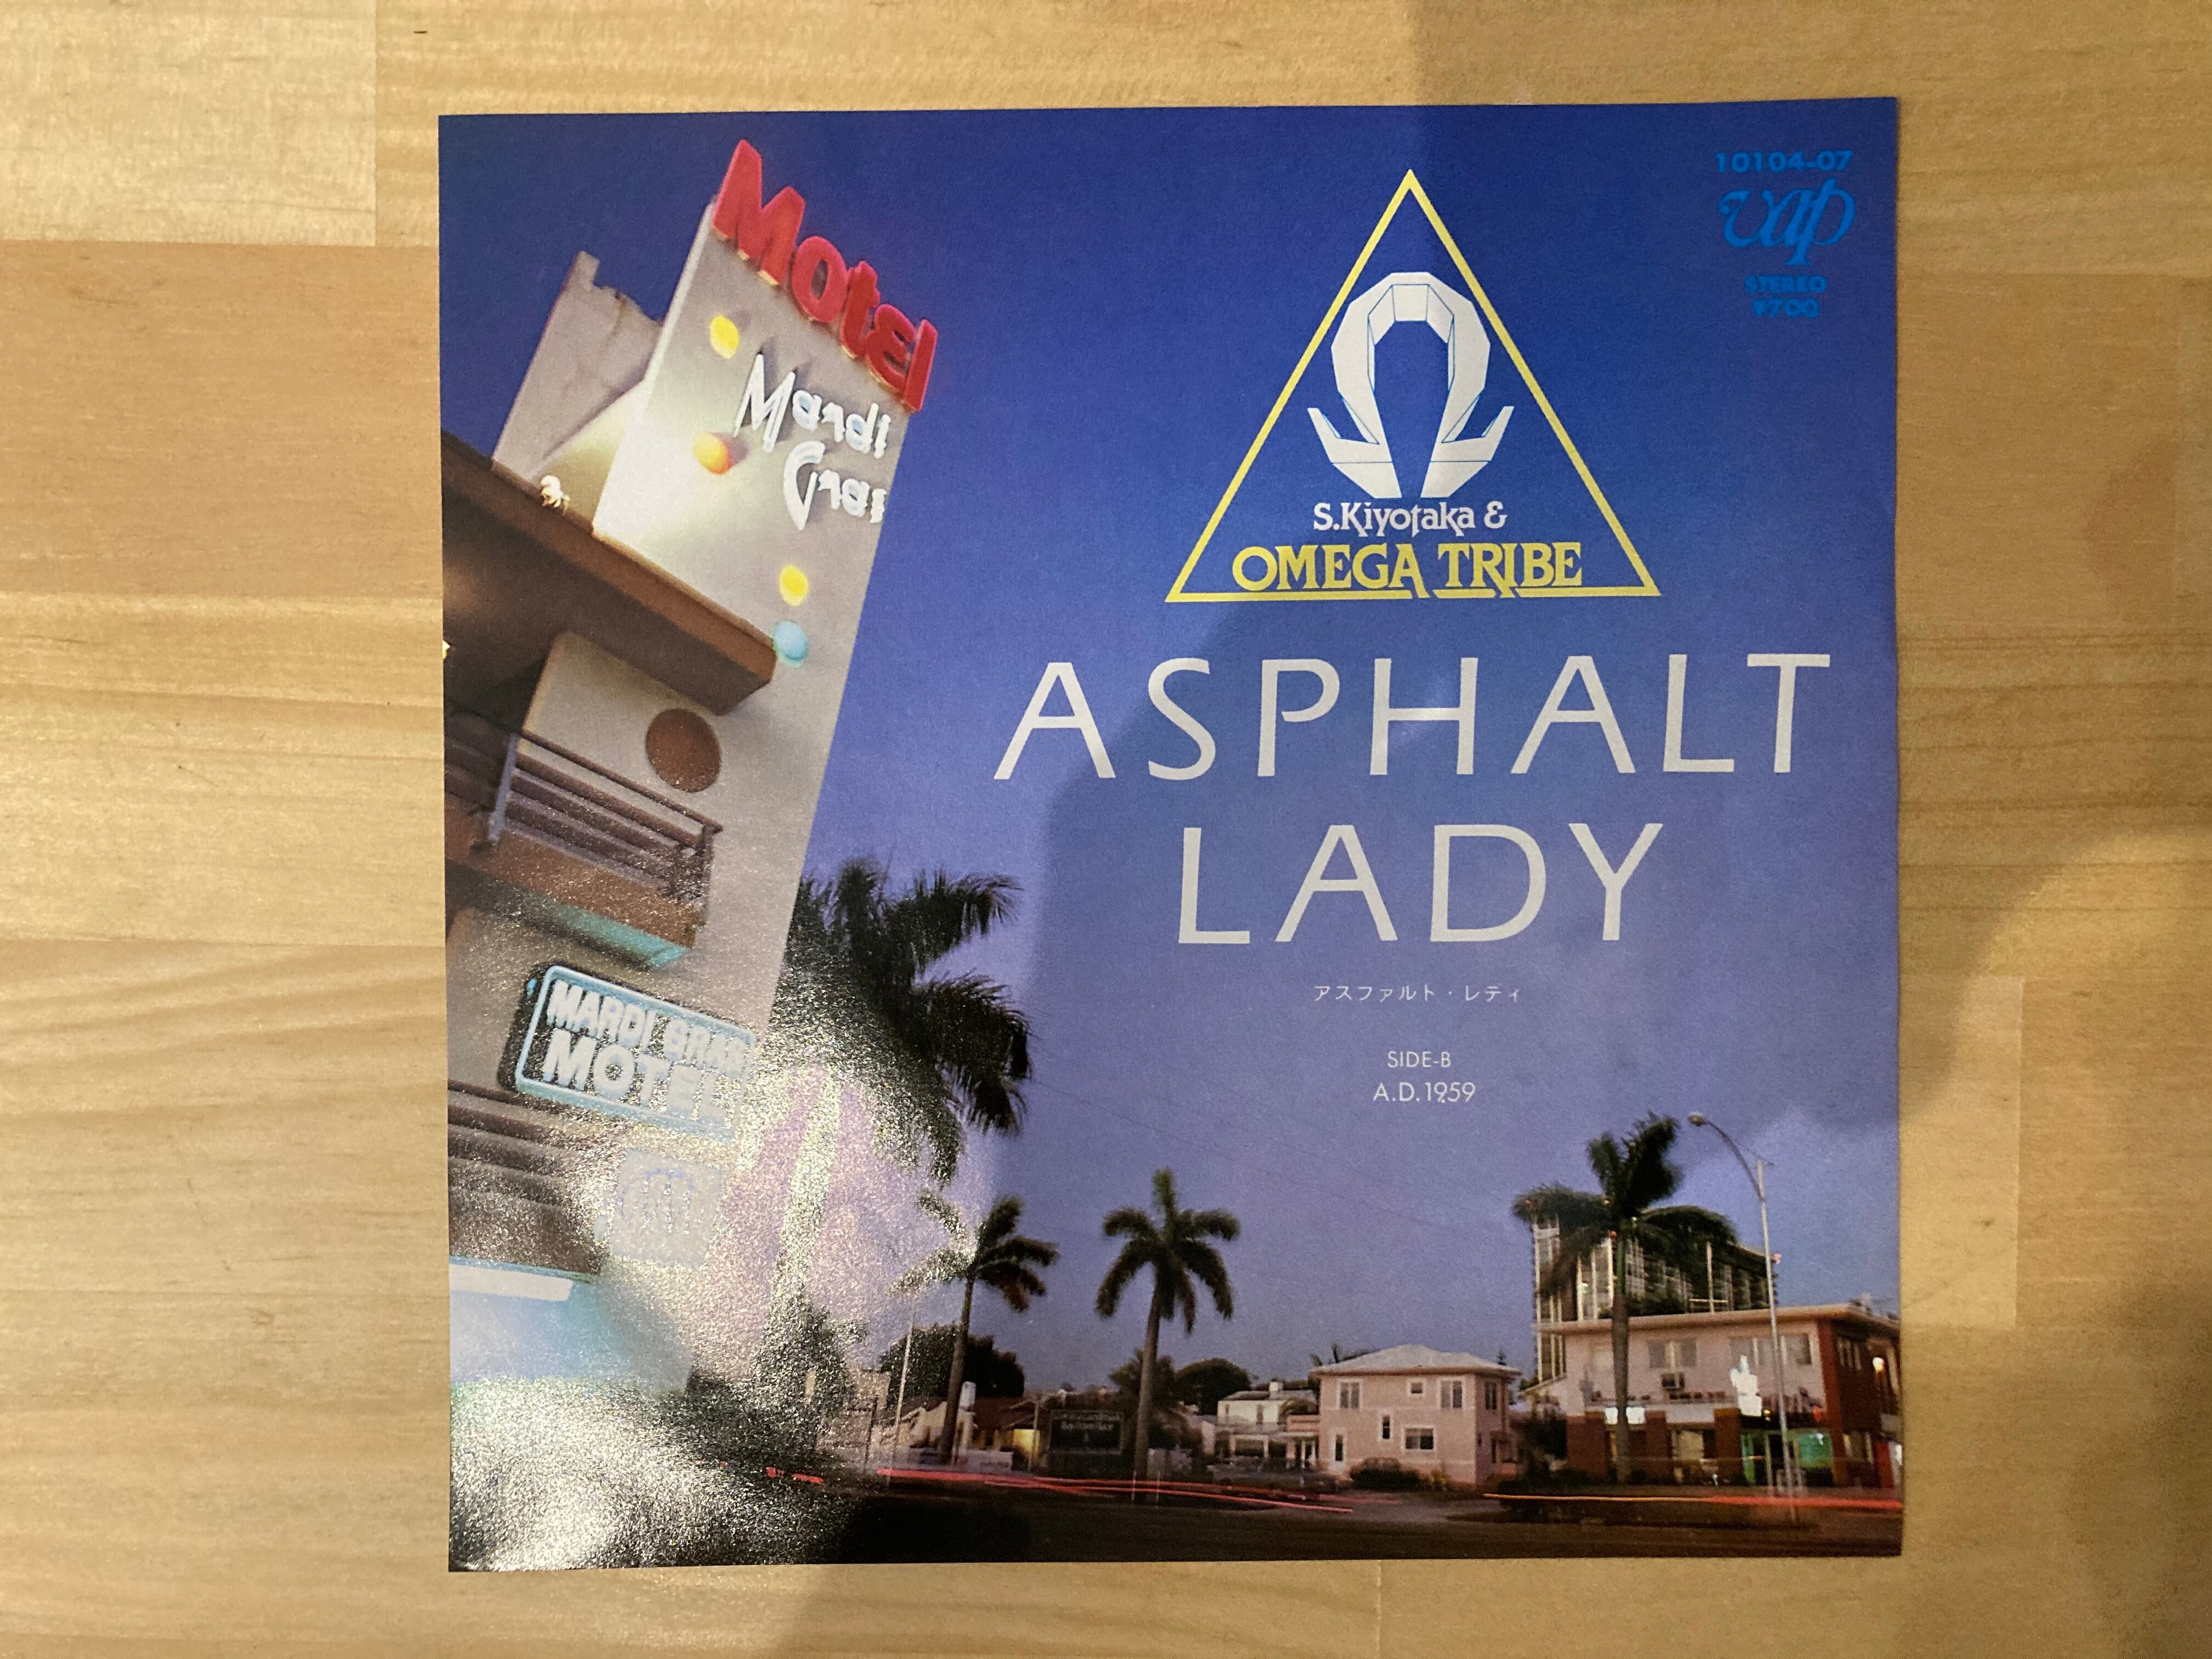 Motel
Mardi
Gras
MARDI GRAS
MOTEL
10104-07
vap
STEREO
¥700
S.Kiyotaka &
OMEGA TRIBE
ASPHALT
LADY
アスファルト・レディ
SIDE-B
A.D.1959